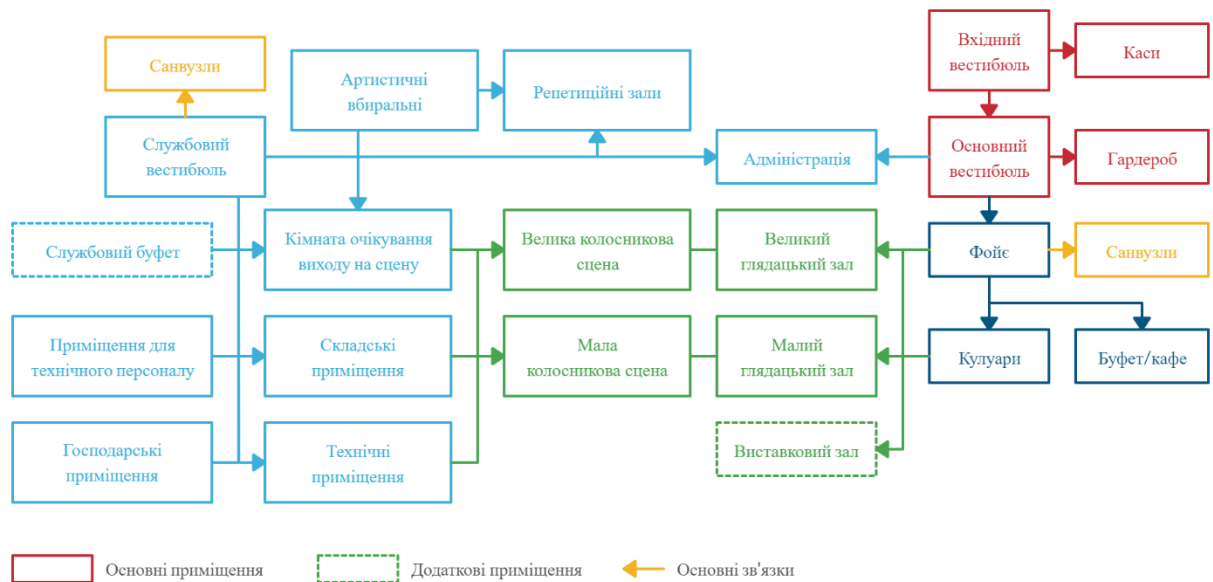 Вхідний
вестибюль
Каси
Санвузли
Артистичні
вбиральні
Репетиційні зали
Службовий
вестибюль
Адміністрація
Основний
вестибюль
Гардероб
Службовий буфет
Кімната очікування
виходу на сцену
Велика колосникова
сцена
Великий
глядацький зал
Фойє
Санвузли
Приміщення для
технічного персоналу
Складські
приміщення
Мала
колосникова сцена
Малий
глядацький зал
Кулуари
Буфет/кафе
Господарські
приміщення
Технічні
приміщення
Виставковий зал
Основні приміщення
Додаткові приміщення
Основні зв'язки